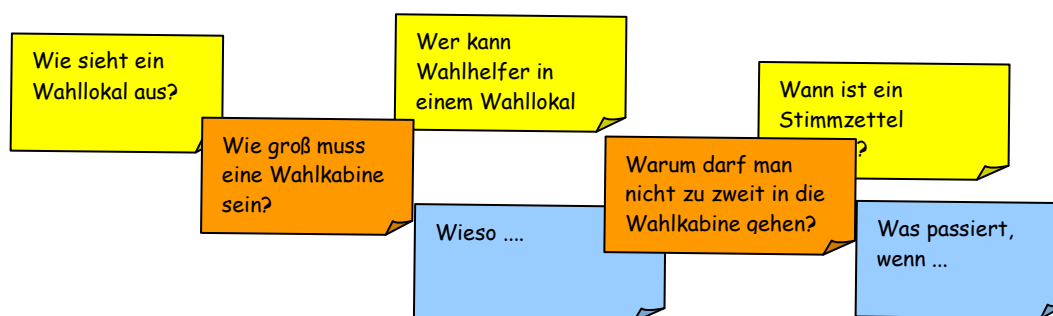 Wie sieht ein
Wahllokal aus?
Wer kann
Wahlhelfer in
einem Wahllokal
Wann ist ein
Stimmzettel
?
Wie groß muss
eine Wahlkabine
sein?
Warum darf man
nicht zu zweit in die
Wahlkabine gehen?
Wieso ....
Was passiert,
wenn ...